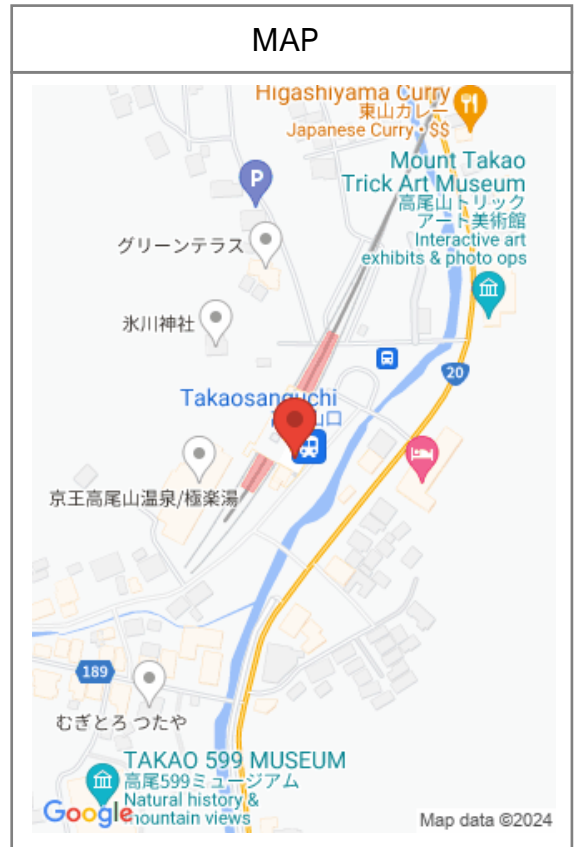 MAP
Higashiyama Curry
東山カレー
Japanese Curry • $$
Mount Takao
Trick Art Museum
高尾山トリック
アート美術館
Interactive art
exhibits & photo ops
P
グリーンテラス
氷川神社
20
Takaosanguchi
山口
京王高尾山温泉/極楽湯
189
むぎとろ つたや
TAKAO 599 MUSEUM
高尾599ミュージアム
Natural history &
mountain views
Google
Map data ©2024